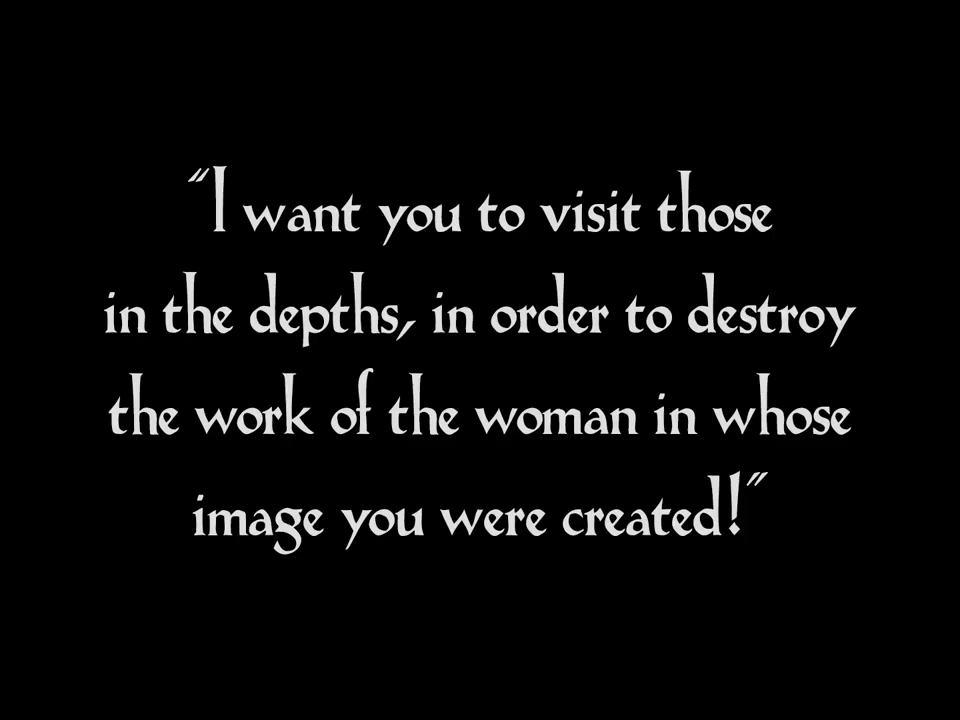 "I want you to visit those
in the depths, in order to destroy
the work of the woman in whose
image you were created!"